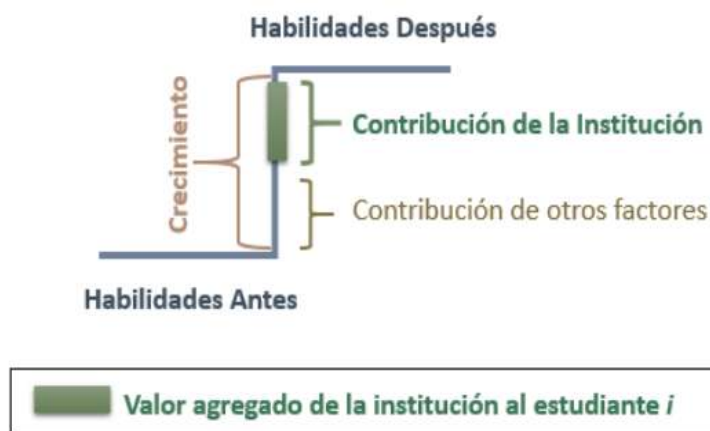 Habilidades Después
Crecimiento
Contribución de la Institución
Contribución de otros factores
Habilidades Antes
Valor agregado de la institución al estudiante i